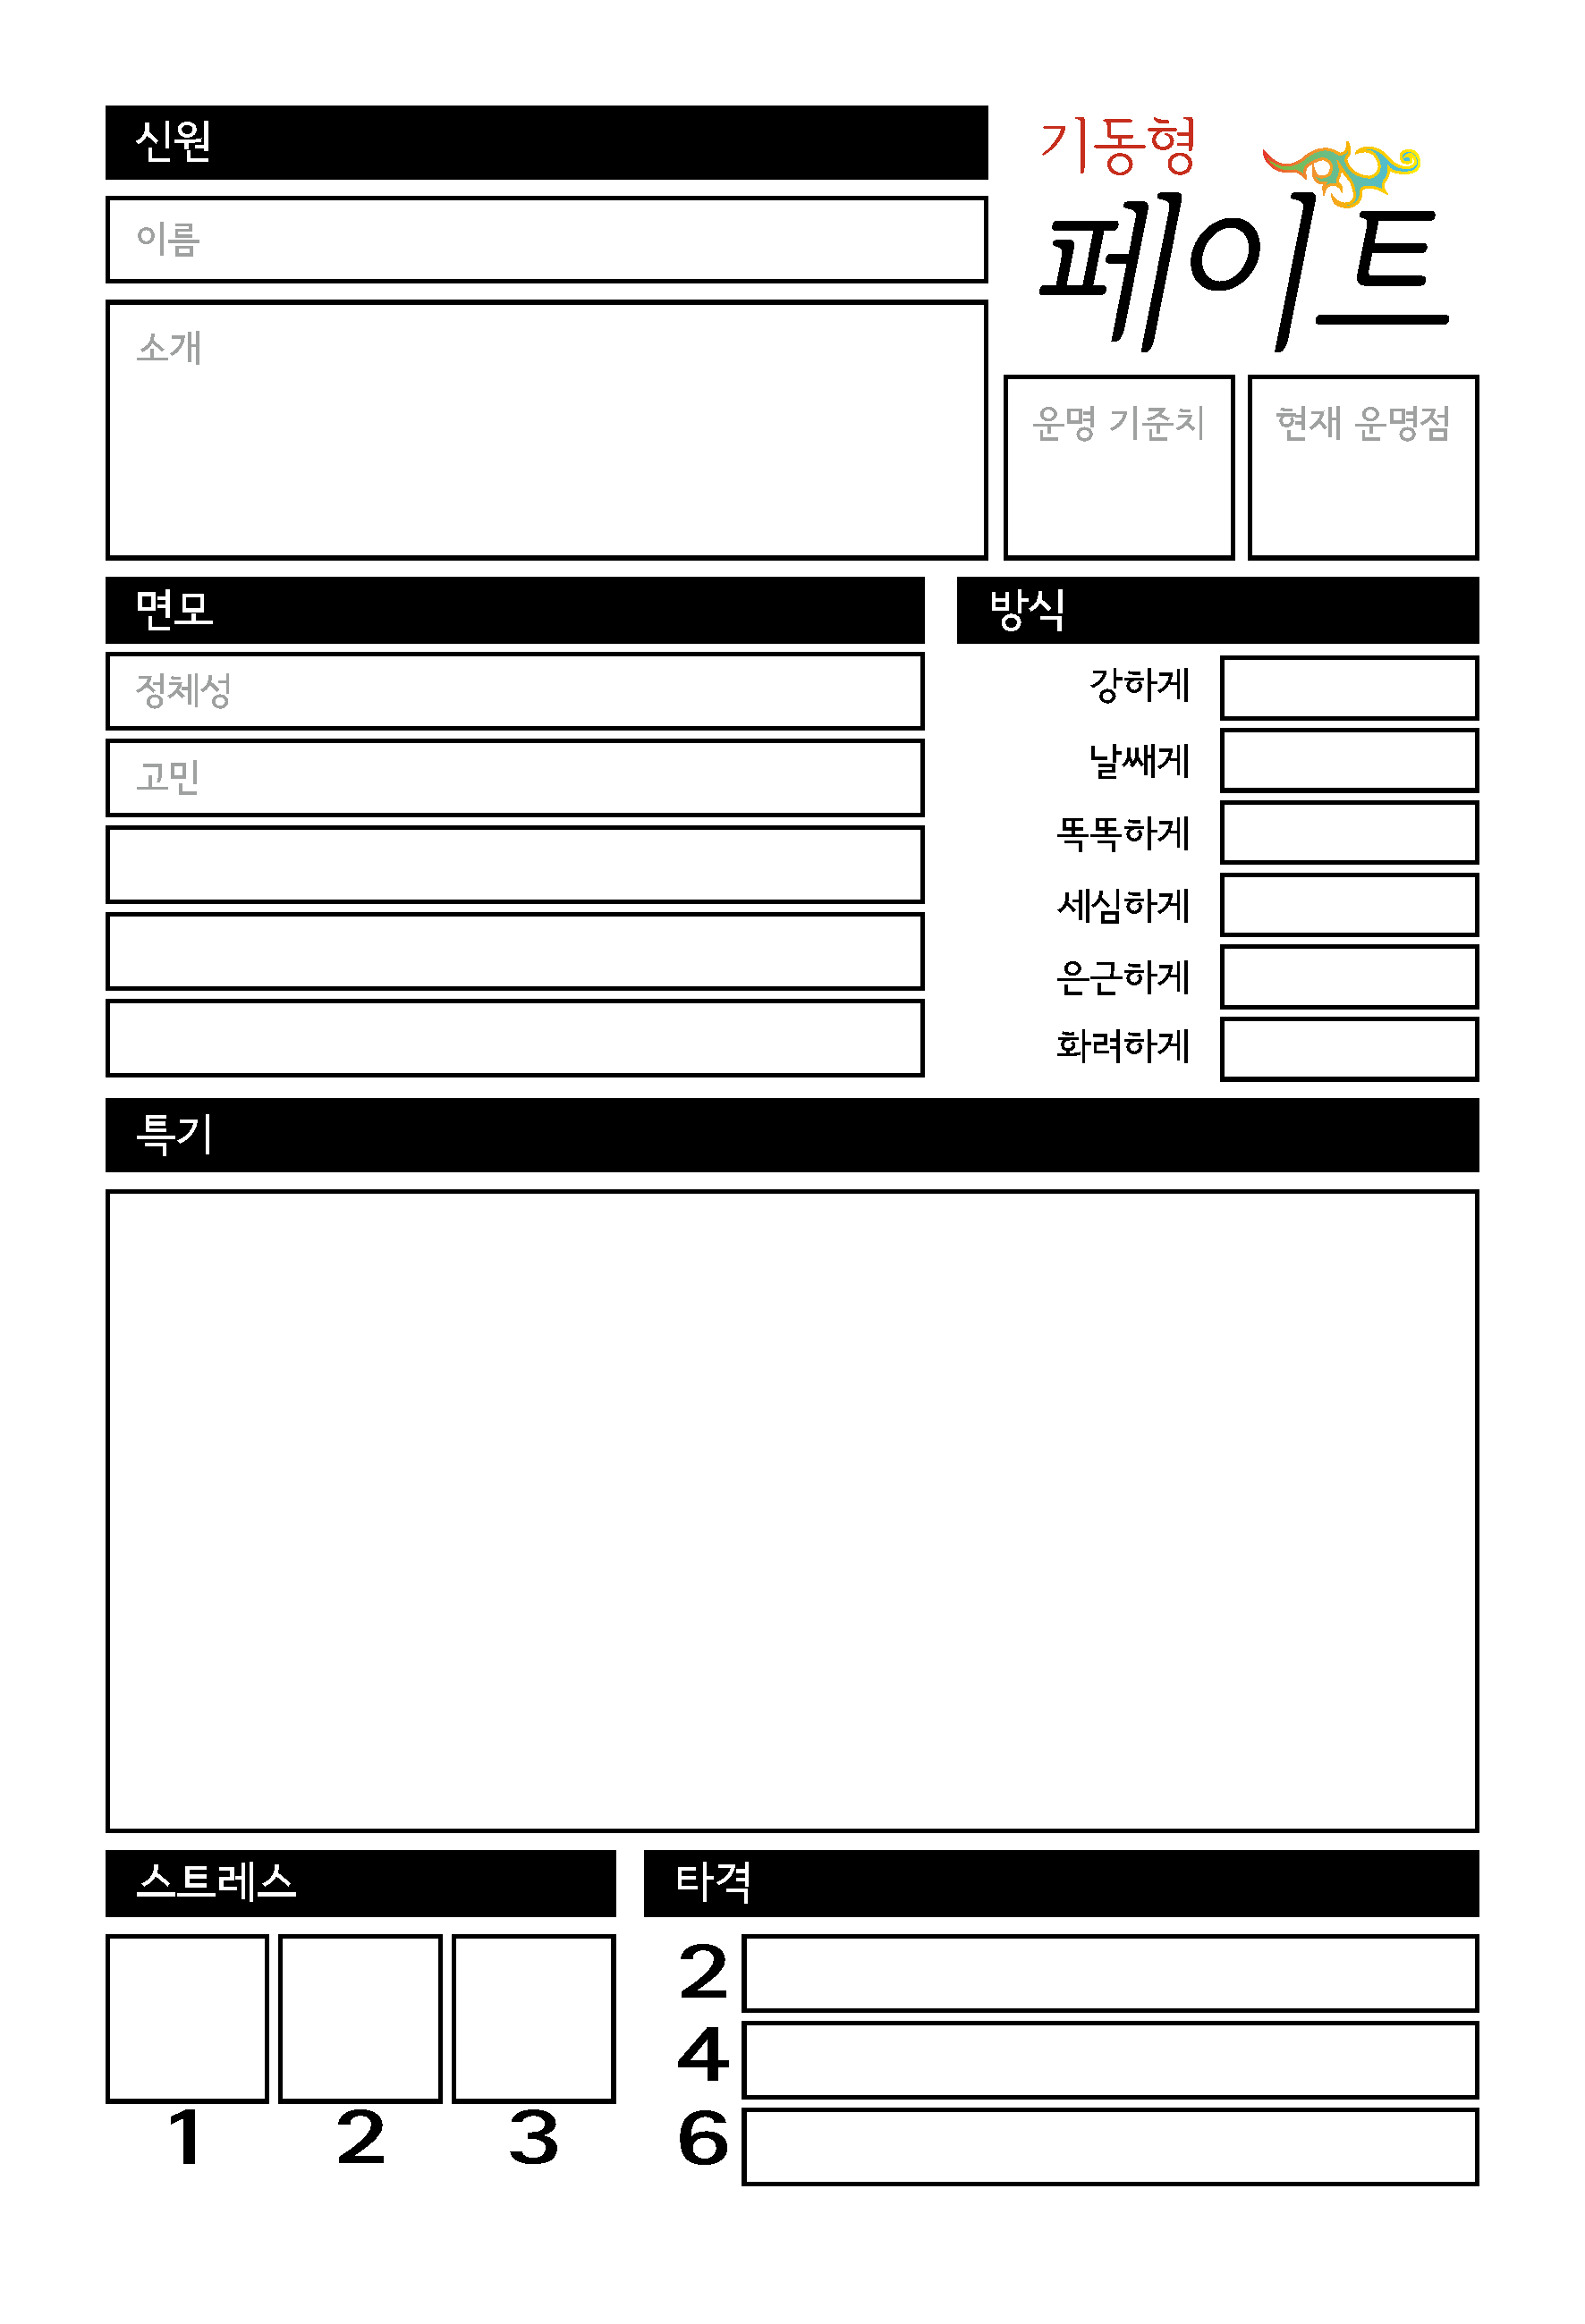 신원
기동형
페이트
이름
소개
운명 기준치
현재 운명점
면모
방식
정체성
고민
강하게
날쌔게
똑똑하게
세심하게
은근하게
화려하게
특기
스트레스
타격
1 2 3
2
4
6